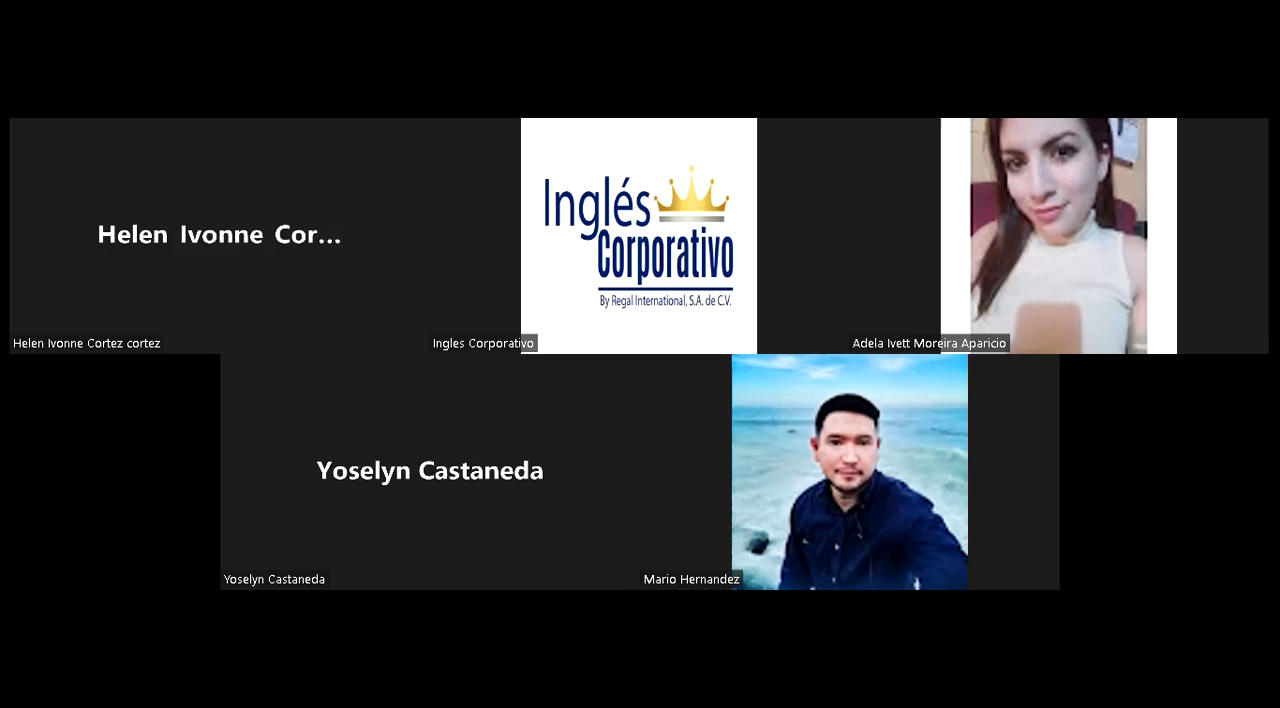 Helen Ivonne Cor...
Inglés
Corporativo
By Regal International, S.A. de C.V.
Helen Ivonne Cortez cortez
Ingles Corporativo
Adela Ivett Moreira Aparicio
Yoselyn Castaneda
Yoselyn Castaneda
Mario Hernandez